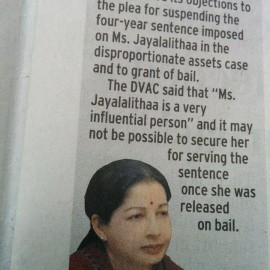 its objections to
the plea for suspending the
four-year sentence imposed
on Ms. Jayalalithaa in the
disproportionate assets case
and to grant of bail.
The DVAC said that “Ms.
Jayalalithaa is a very
influential person” and it may
not be possible to secure her
for serving the
sentence
once she was
released
on bail.